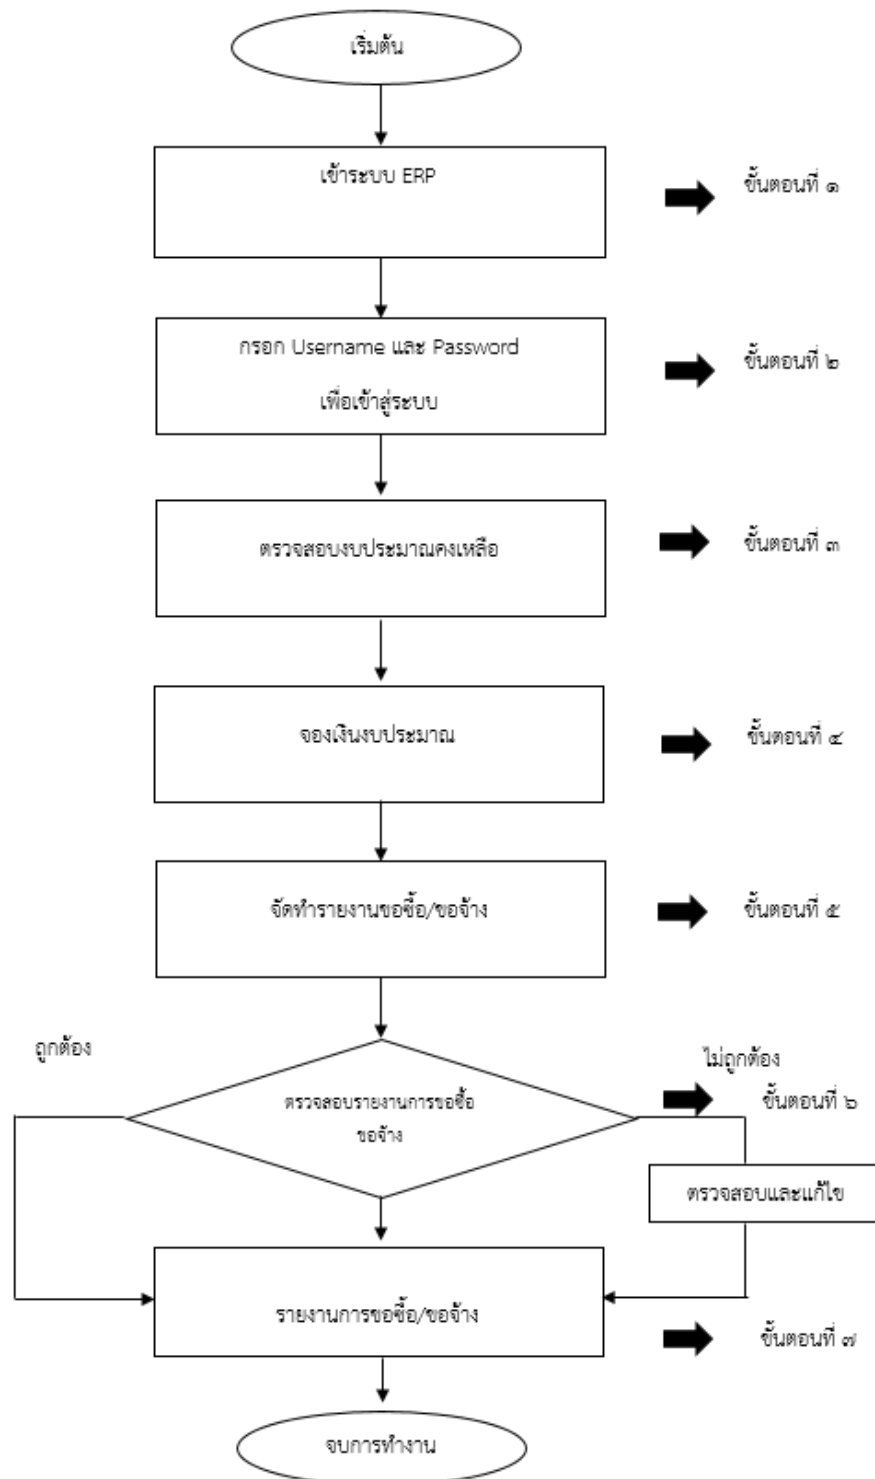 เริ่มต้น
เข้าระบบ ERP
ขั้นตอนที่ ๑
กรอก Username และ Password
เพื่อเข้าสู่ระบบ
ขั้นตอนที่ ๒
ตรวจสอบงบประมาณคงเหลือ
ขั้นตอนที่ ๓
จองเงินงบประมาณ
ขั้นตอนที่ ๔
จัดทำรายงานขอซื้อ/ขอจ้าง
ขั้นตอนที่ ๕
ถูกต้อง
ไม่ถูกต้อง
ตรวจสอบรายงานการขอซื้อ
ขอจ้าง
ขั้นตอนที่ ๖
ตรวจสอบและแก้ไข
รายงานการขอซื้อ/ขอจ้าง
ขั้นตอนที่ ๗
จบการทำงาน